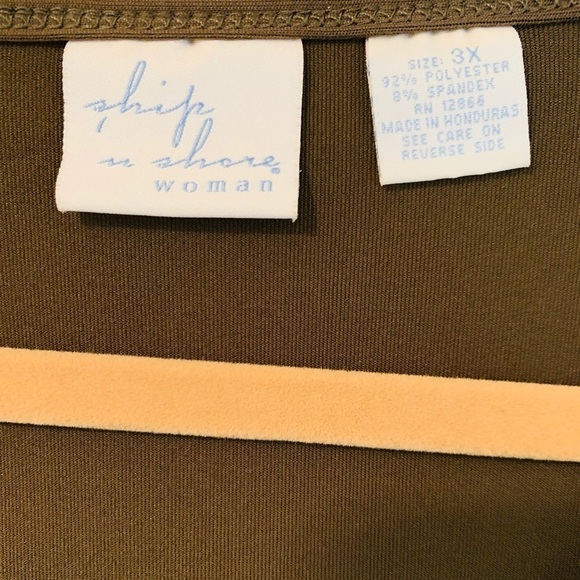 ship
n shore®
woman
SIZE: 3X
92% POLYESTER
8% SPANDEX
RN 12866
MADE IN HONDURAS
SEE CARE ON
REVERSE SIDE